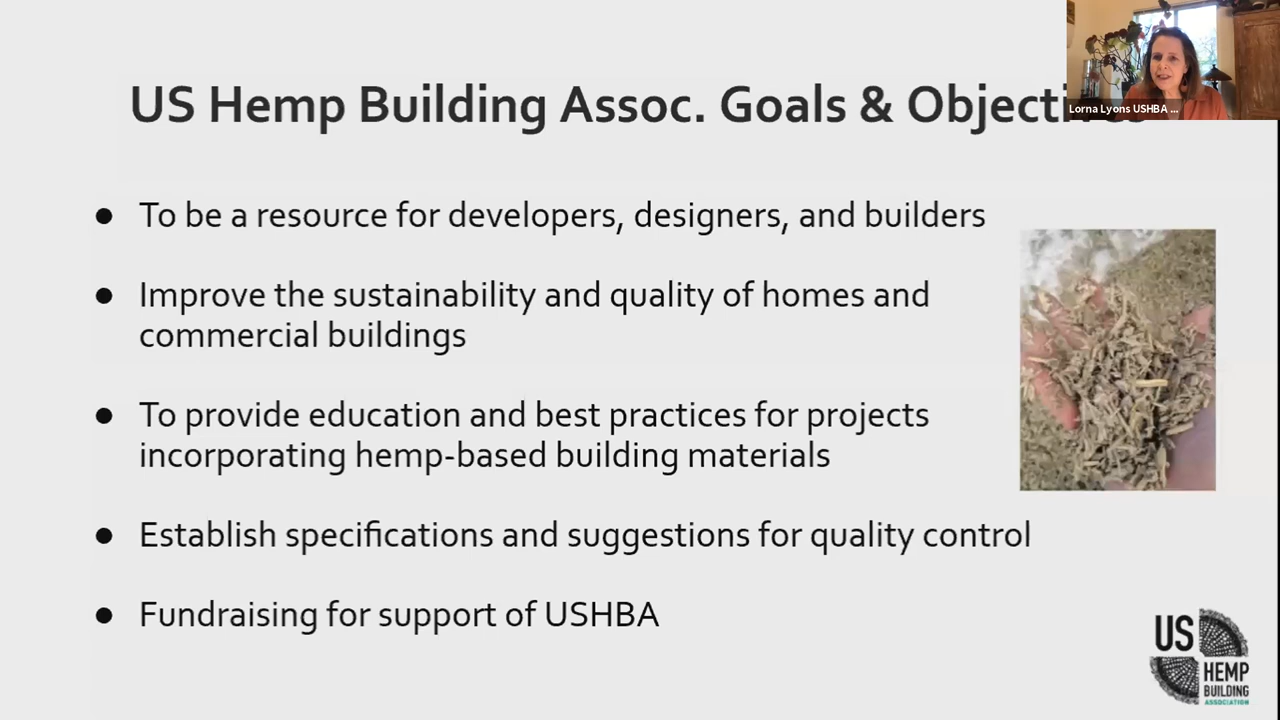 US Hemp Building Assoc. Goals & Objectives
Lorna Lyons USHBA ...
● To be a resource for developers, designers, and builders
● Improve the sustainability and quality of homes and
commercial buildings
● To provide education and best practices for projects
incorporating hemp-based building materials
● Establish specifications and suggestions for quality control
● Fundraising for support of USHBA
US
HEMP
BUILDING
ASSOCIATION